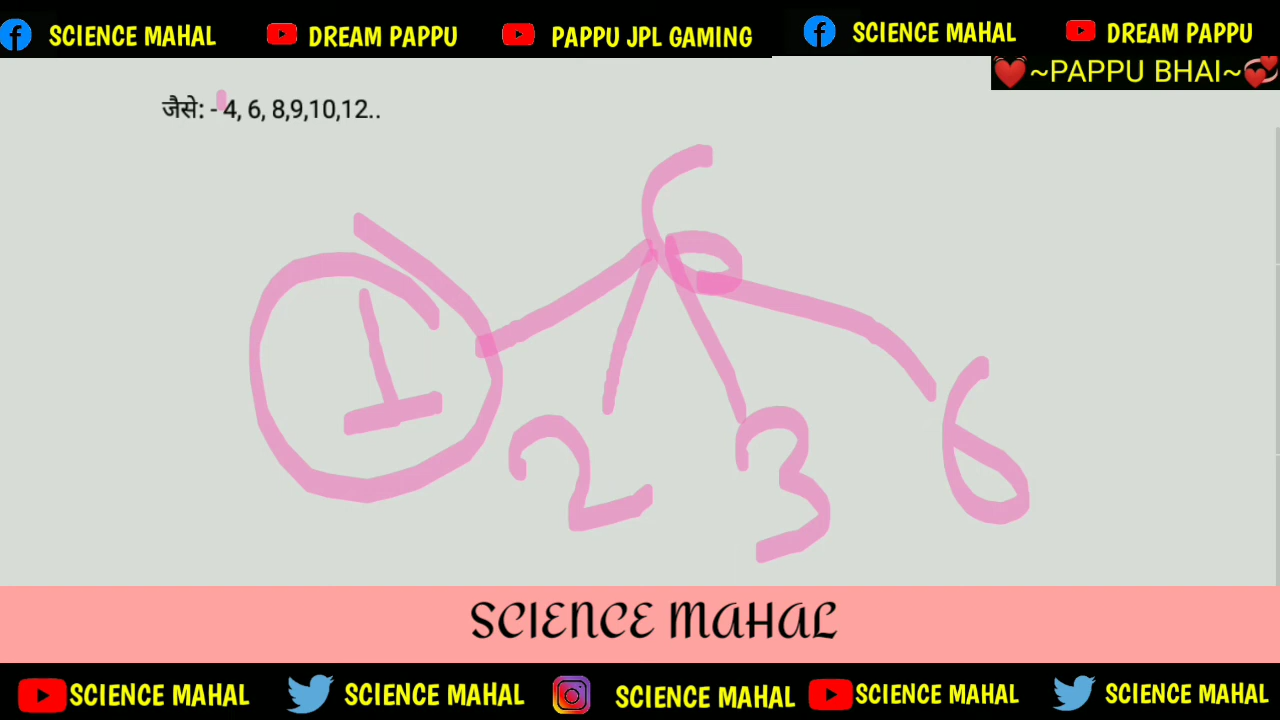 SCIENCE MAHAL DREAM PAPPU PAPPU JPL GAMING SCIENCE MAHAL DREAM PAPPU
~PAPPU BHAI~
जैसे: - 4, 6, 8,9,10,12..
6
1 2 3 6
SCIENCE MAHAL
SCIENCE MAHAL SCIENCE MAHAL SCIENCE MAHAL SCIENCE MAHAL SCIENCE MAHAL